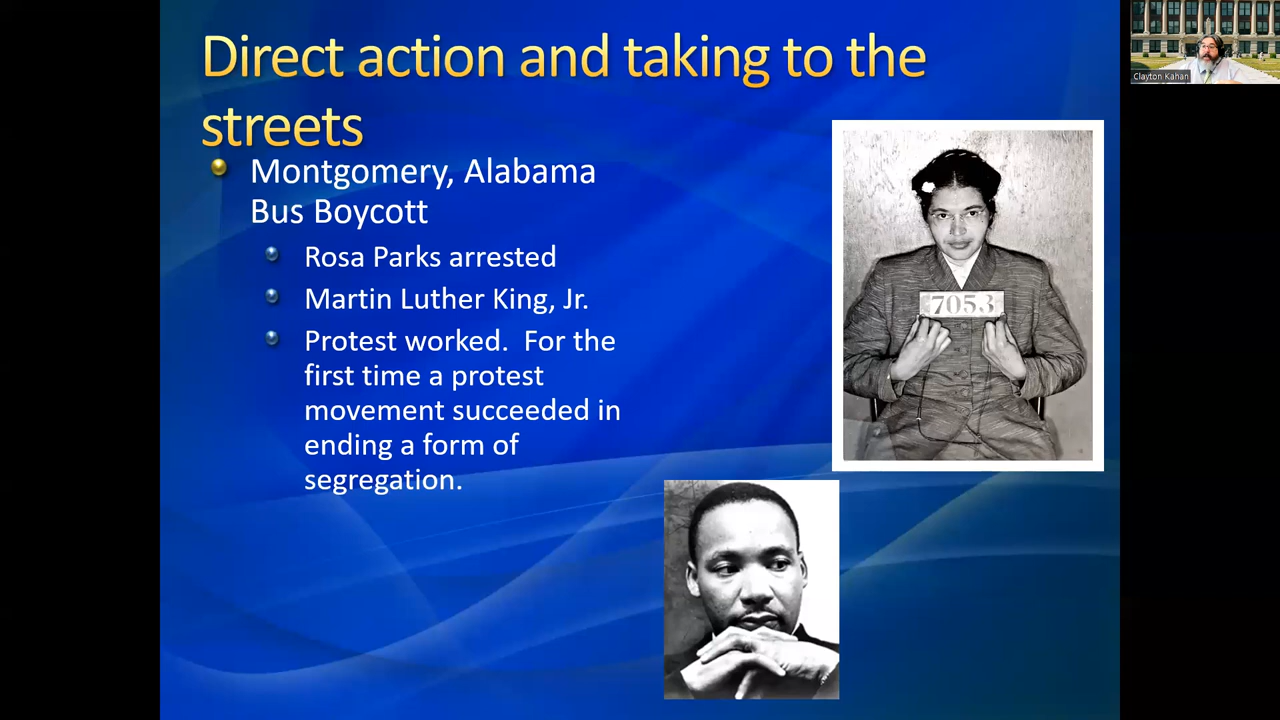 Direct action and taking to the
streets
Montgomery, Alabama
Bus Boycott
Rosa Parks arrested
Martin Luther King, Jr.
Protest worked.  For the
first time a protest
movement succeeded in
ending a form of
segregation.
7053
Clayton Kahan